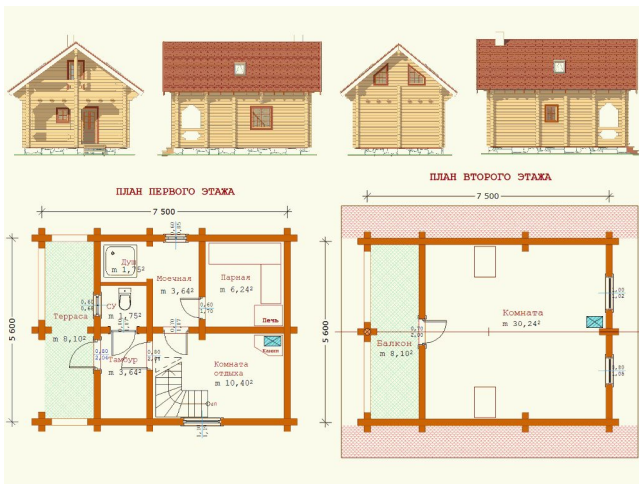 ПЛАН ПЕРВОГО ЭТАЖА
ПЛАН ВТОРОГО ЭТАЖА
7 500
7 500
5 600
5 600
Душ
m 1,75²
Моечная
m 3,64²
Парная
m 6,24²
Печь
СУ
m 1,75²
Терраса
m 8,10²
Тамбур
m 3,64²
Комната
отдыха
m 10,40²
Камин
Комната
m 30,24²
Балкон
m 8,10²